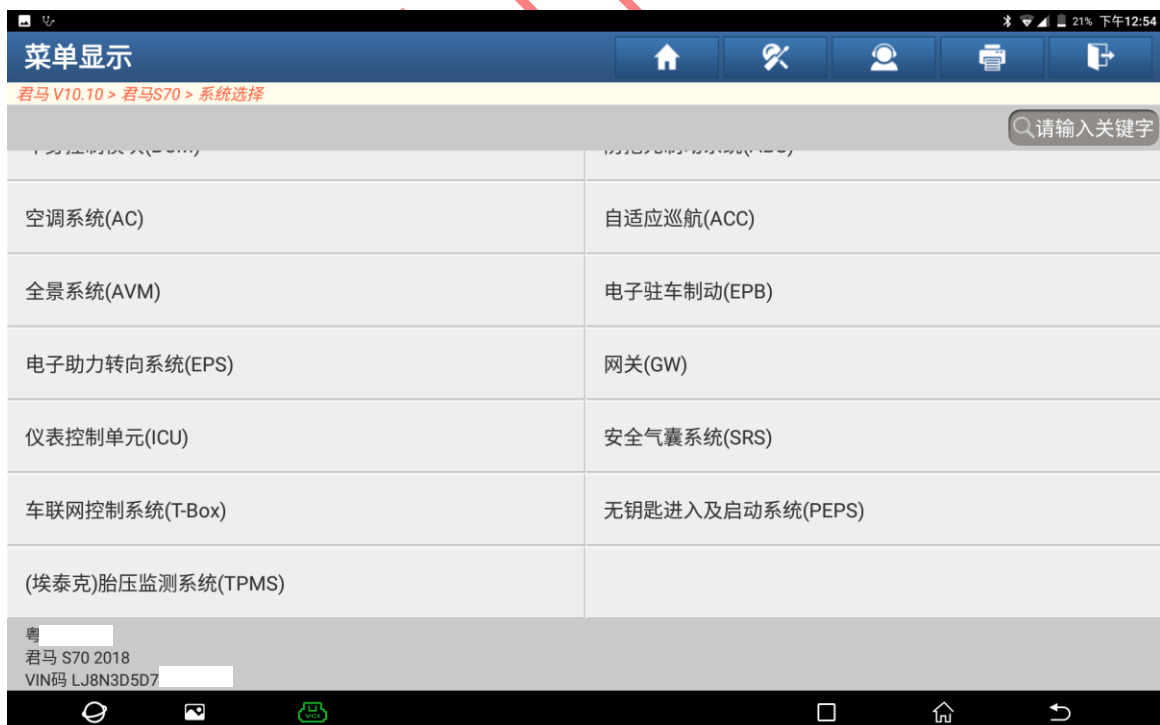 21% 下午12:54
菜单显示
君马 V10.10 > 君马S70 > 系统选择
请输入关键字
空调系统(AC)
自适应巡航(ACC)
全景系统(AVM)
电子驻车制动(EPB)
电子助力转向系统(EPS)
网关(GW)
仪表控制单元(ICU)
安全气囊系统(SRS)
车联网控制系统(T-Box)
无钥匙进入及启动系统(PEPS)
(埃泰克)胎压监测系统(TPMS)
粤
君马 S70 2018
VIN码 LJ8N3D5D7
VCI